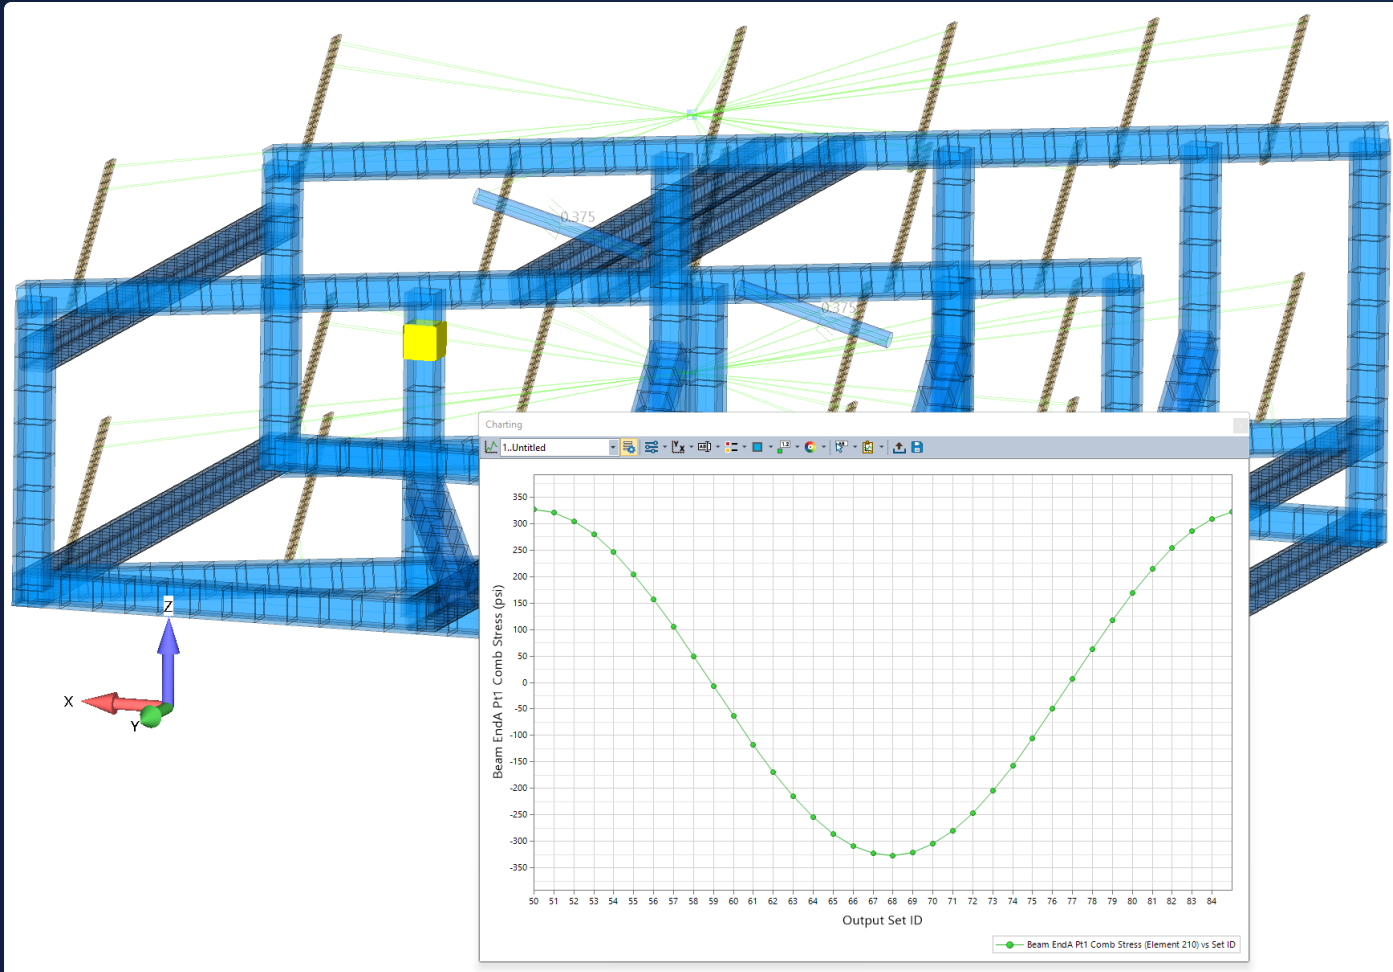 0.375
0.375
Charting
1..Untitled
Beam EndA Pt1 Comb Stress (psi)
350
300
250
200
150
100
50
0
-50
-100
-150
-200
-250
-300
-350
50 51 52 53 54 55 56 57 58 59 60 61 62 63 64 65 66 67 68 69 70 71 72 73 74 75 76 77 78 79 80 81 82 83 84
Output Set ID
Beam EndA Pt1 Comb Stress (Element 210) vs Set ID
Z
X
Y